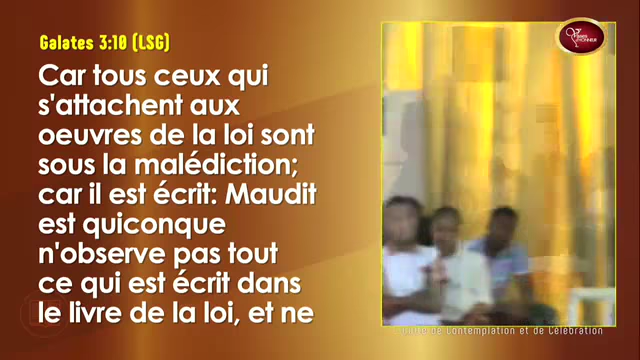 Galates 3:10 (LSG)
Car tous ceux qui
s'attachent aux
oeuvres de la loi sont
sous la malédiction;
car il est écrit: Maudit
est quiconque
n'observe pas tout
ce qui est écrit dans
le livre de la loi, et ne
de Contemplation et de Célébration